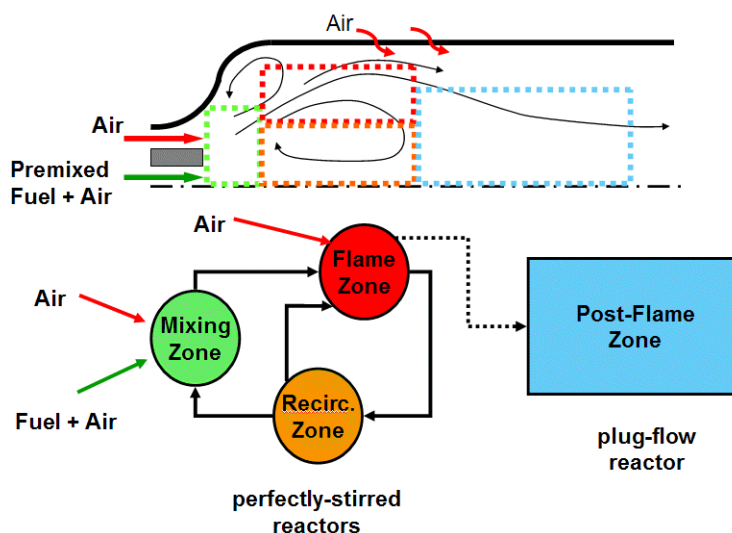 Air
Air
Premixed
Fuel + Air
Air
Flame
Zone
Air
Mixing
Zone
Post-Flame
Zone
Fuel + Air
Recirc.
Zone
plug-flow
reactor
perfectly-stirred
reactors